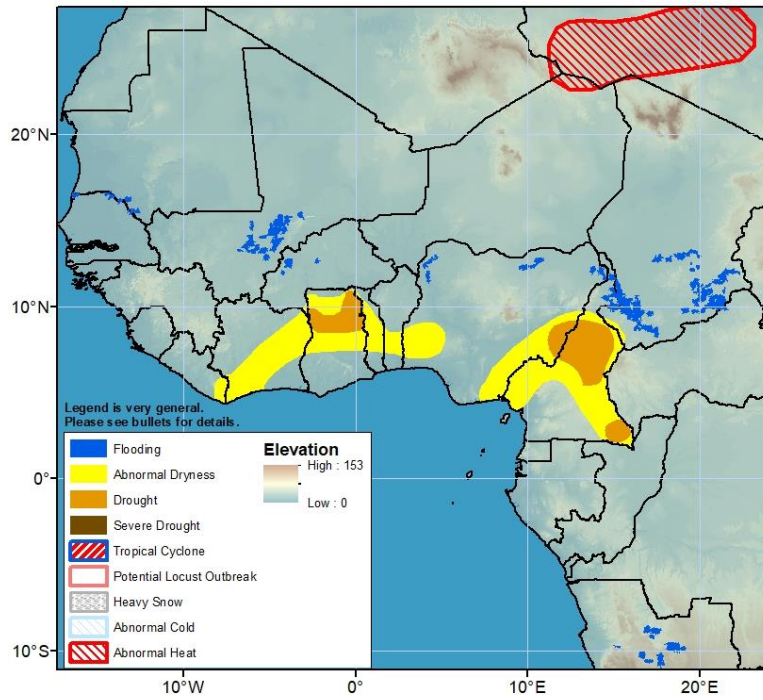 20°N
10°N
0°
10°S
10°W
0°
10°E
20°E
Legend is very general.
Please see bullets for details.
Flooding
Abnormal Dryness
Drought
Severe Drought
Tropical Cyclone
Potential Locust Outbreak
Heavy Snow
Abnormal Cold
Abnormal Heat
Elevation
High : 153
Low : 0